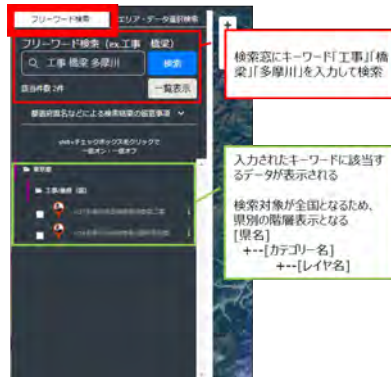 フリーワード検索
エリア・データ選択検索
フリーワード検索 (ex.工事 橋梁)
工事 橋梁 多摩川
検索
該当件数 2件
一覧表示
都道府県名などによる検索結果の留意事項
shift+チェックボックスをクリックで
一括オン・一括オフ
東京都
検索窓にキーワード「工事」「橋
梁」「多摩川」を入力して検索
入力されたキーワードに該当す
るデータが表示される
検索対象が全国となるため、
県別の階層表示となる
[県名]
+--[カテゴリー名]
+--[レイヤ名]